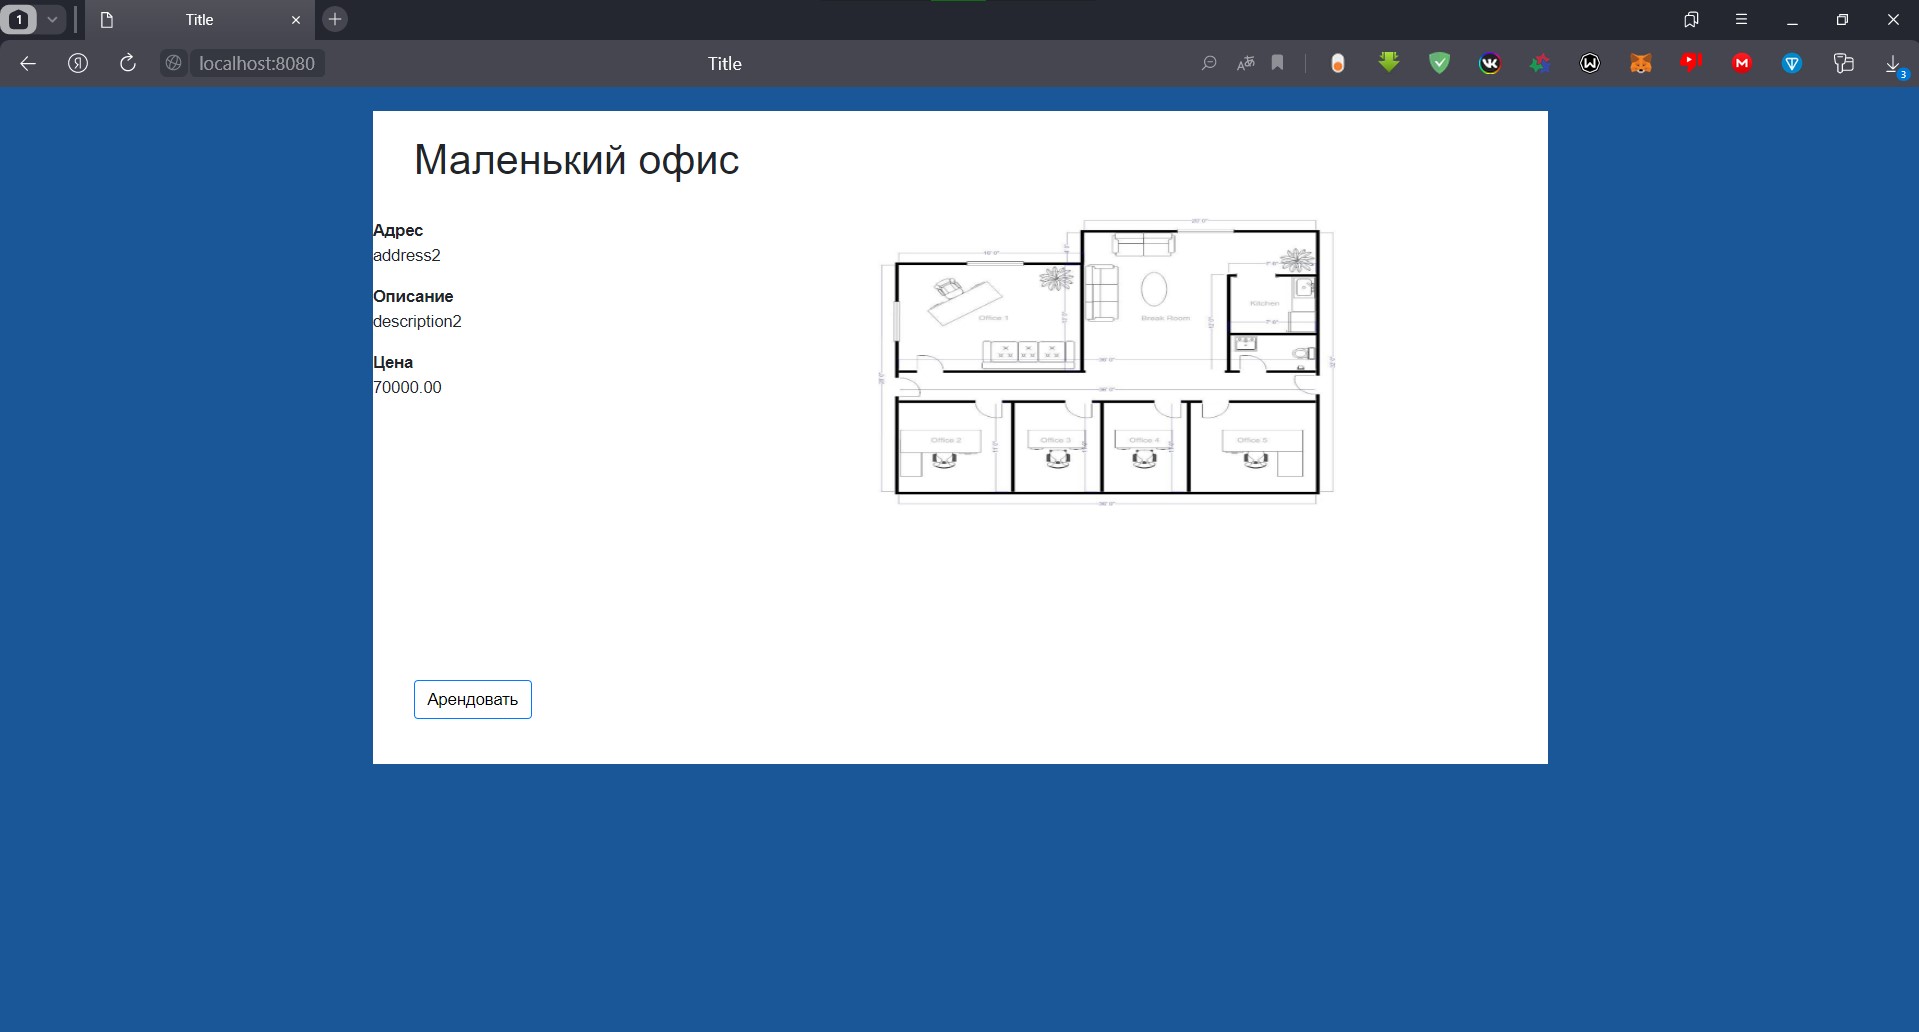 1
Title
localhost:8080
Title
3
Маленький офис
Адрес
address2
Описание
description2
Цена
70000.00
Office 1
Break Room
Kitchen
Office 2
Office 3
Office 4
Office 5
Арендовать